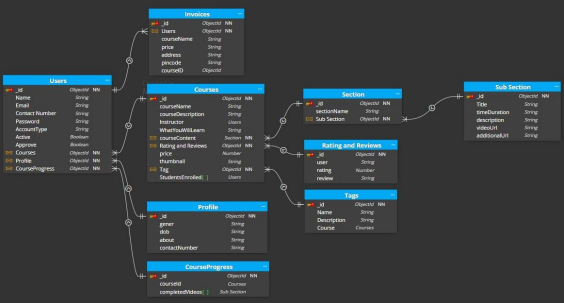 Invoices
_id ObjectId NN
Users ObjectId NN
courseName String
price String
address String
pincode String
courseID ObjectId
Users
_id ObjectId NN
Name String
Email String
Contact Number String
Password String
AccountType String
Active Boolean
Approve Boolean
Courses ObjectId NN
Profile ObjectId NN
CourseProgress ObjectId NN
Courses
_id ObjectId NN
courseName String
courseDescription String
Instructor Users
WhatYouWillLearn String
courseContent Section NN
Rating and Reviews ObjectId NN
price Number
thumbnail String
Tag ObjectId NN
StudentsEnrolled[ ] Users
Section
_id ObjectId NN
sectionName String
Sub Section ObjectId NN
Sub Section
_id ObjectId NN
Title String
timeDuration String
description String
videoUrl String
additionalUrl String
Rating and Reviews
_id ObjectId NN
user String
rating Number
review String
Tags
_id ObjectId NN
Name String
Description String
Course Courses
Profile
_id ObjectId NN
gener String
dob String
about String
contactNumber String
CourseProgress
_id ObjectId NN
courseId Courses
completedVideos[ ] Sub Section